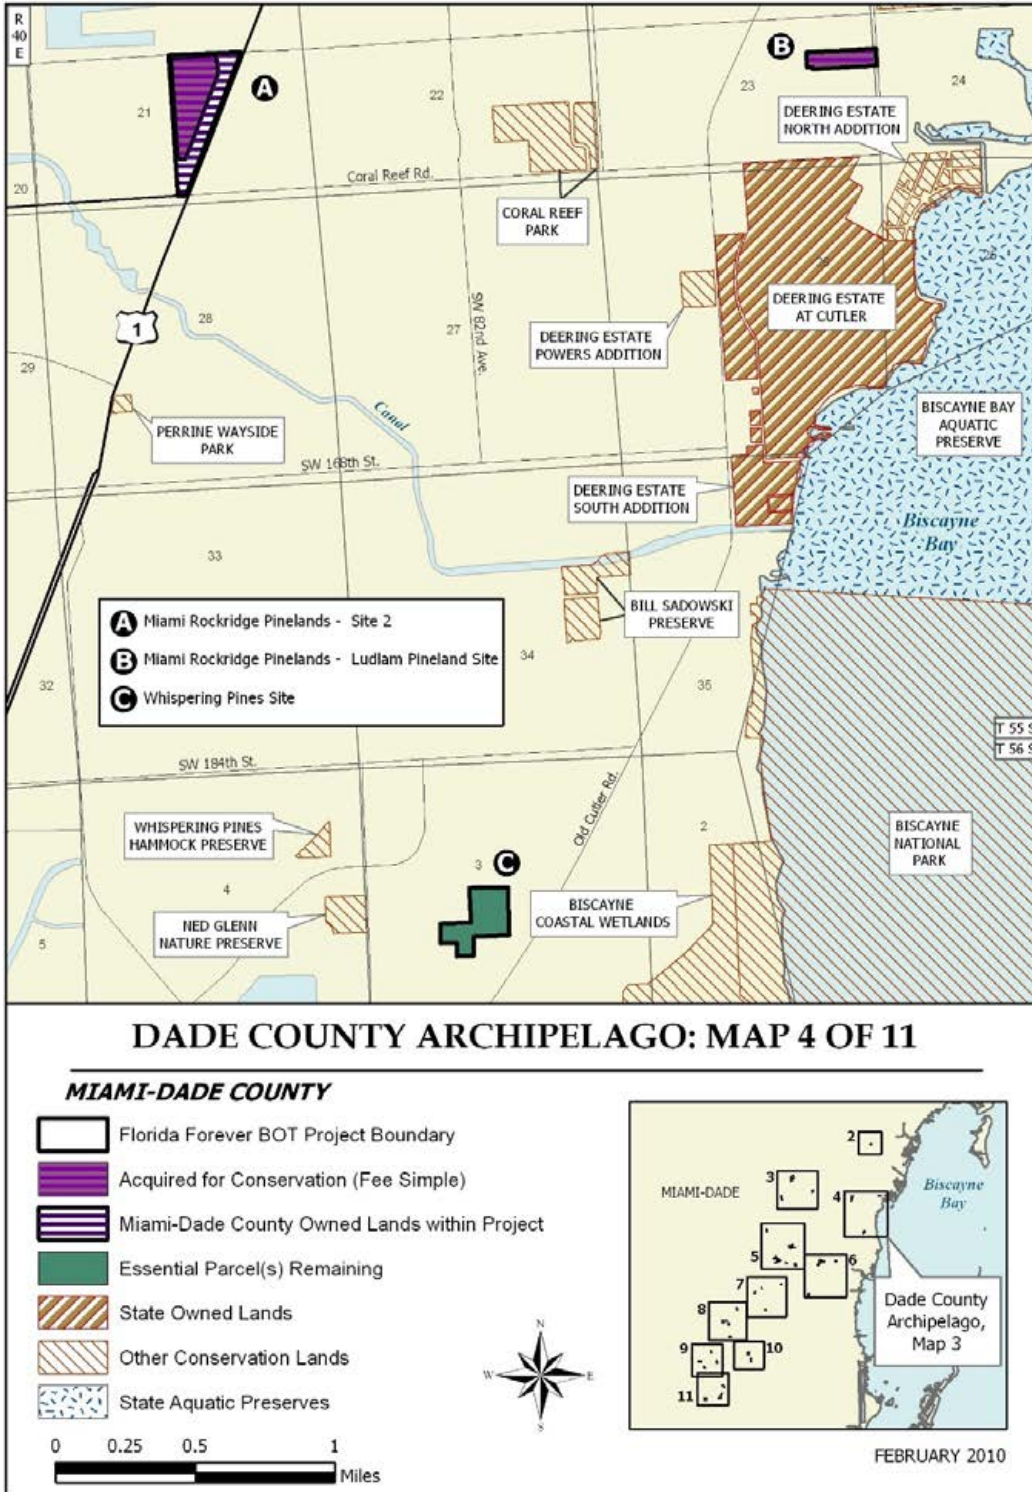 R
40
E
A
B
21
22
23
24
DEERING ESTATE
NORTH ADDITION
20
Coral Reef Rd.
CORAL REEF
PARK
26
DEERING ESTATE
AT CUTLER
1
28
27
SW 82nd Ave.
DEERING ESTATE
POWERS ADDITION
29
Canal
PERRINE WAYSIDE
PARK
BISCAYNE BAY
AQUATIC
PRESERVE
SW 168th St.
DEERING ESTATE
SOUTH ADDITION
Biscayne
Bay
33
A Miami Rockridge Pinelands - Site 2
B Miami Rockridge Pinelands - Ludlam Pineland Site
C Whispering Pines Site
BILL SADOWSKI
PRESERVE
34
32
35
T 55 S
T 56 S
SW 184th St.
Old Cutler Rd.
WHISPERING PINES
HAMMOCK PRESERVE
2
BISCAYNE
NATIONAL
PARK
3
C
4
BISCAYNE
COASTAL WETLANDS
NED GLENN
NATURE PRESERVE
5
DADE COUNTY ARCHIPELAGO: MAP 4 OF 11
MIAMI-DADE COUNTY
Florida Forever BOT Project Boundary
Acquired for Conservation (Fee Simple)
Miami-Dade County Owned Lands within Project
Essential Parcel(s) Remaining
State Owned Lands
Other Conservation Lands
State Aquatic Preserves
0 0.25 0.5 1
Miles
N
W E
S
2
3
MIAMI-DADE
4
Biscayne
Bay
5
6
7
8
Dade County
Archipelago,
Map 3
9
10
11
FEBRUARY 2010